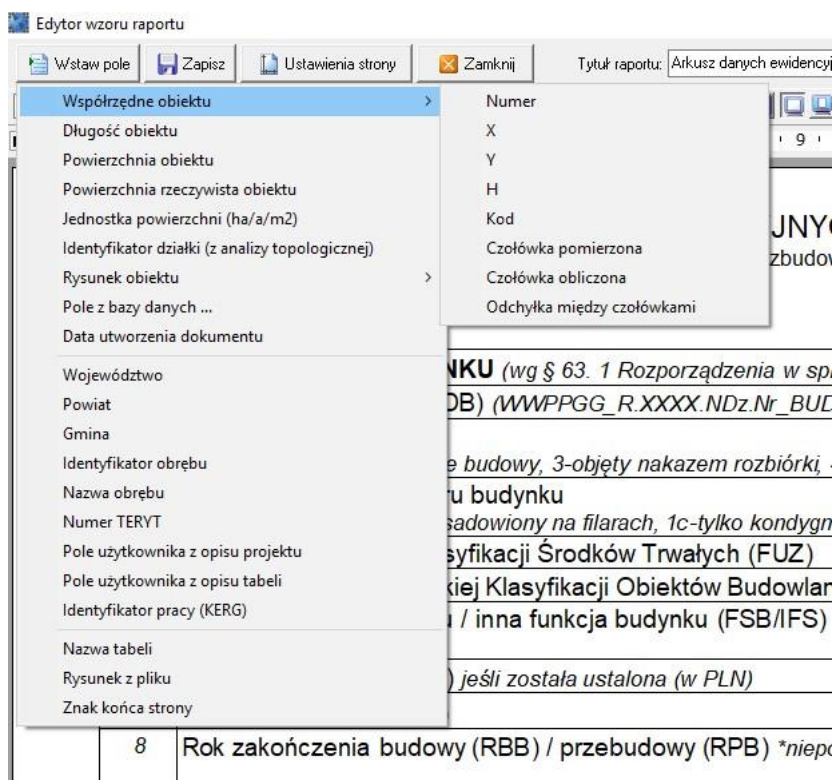 Edytor wzoru raportu
Wstaw pole Zapisz Ustawienia strony Zamknij Tytuł raportu: Arkusz danych ewidencyj
Współrzędne obiektu
Długość obiektu
Powierzchnia obiektu
Powierzchnia rzeczywista obiektu
Jednostka powierzchni (ha/a/m2)
Identyfikator działki (z analizy topologicznej)
Rysunek obiektu
Pole z bazy danych ...
Data utworzenia dokumentu
Województwo
Powiat
Gmina
Identyfikator obrębu
Nazwa obrębu
Numer TERYT
Pole użytkownika z opisu projektu
Pole użytkownika z opisu tabeli
Identyfikator pracy (KERG)
Nazwa tabeli
Rysunek z pliku
Znak końca strony
Numer
X
Y
H
Kod
Czołówka pomierzona
Czołówka obliczona
Odchyłka między czołówkami
9
JNY
zbudow
NKU (wg § 63. 1 Rozporządzenia w sp
DB) (WWPPGG_R.XXXX.NDz.Nr_BUD
e budowy, 3-objęty nakazem rozbiórki,
ru budynku
sadowiony na filarach, 1c-tylko kondygn
syfikacji Środków Trwałych (FUZ)
kiej Klasyfikacji Obiektów Budowlan
/ inna funkcja budynku (FSB/IFS)
) jeśli została ustalona (w PLN)
8 Rok zakończenia budowy (RBB) / przebudowy (RPB) *niepo